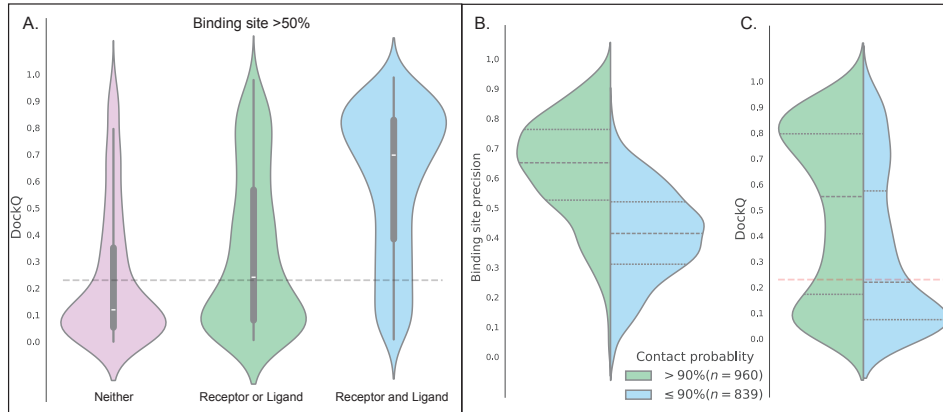 A.
Binding site >50%
DockQ
1.0
0.9
0.8
0.7
0.6
0.5
0.4
0.3
0.2
0.1
0.0
Neither
Receptor or Ligand
Receptor and Ligand
B.
Binding site precision
1.0
0.9
0.8
0.7
0.6
0.5
0.4
0.3
0.2
0.1
0.0
Contact probablity
> 90%(n = 960)
≤ 90%(n = 839)
C.
DockQ
1.0
0.9
0.8
0.7
0.6
0.5
0.4
0.3
0.2
0.1
0.0